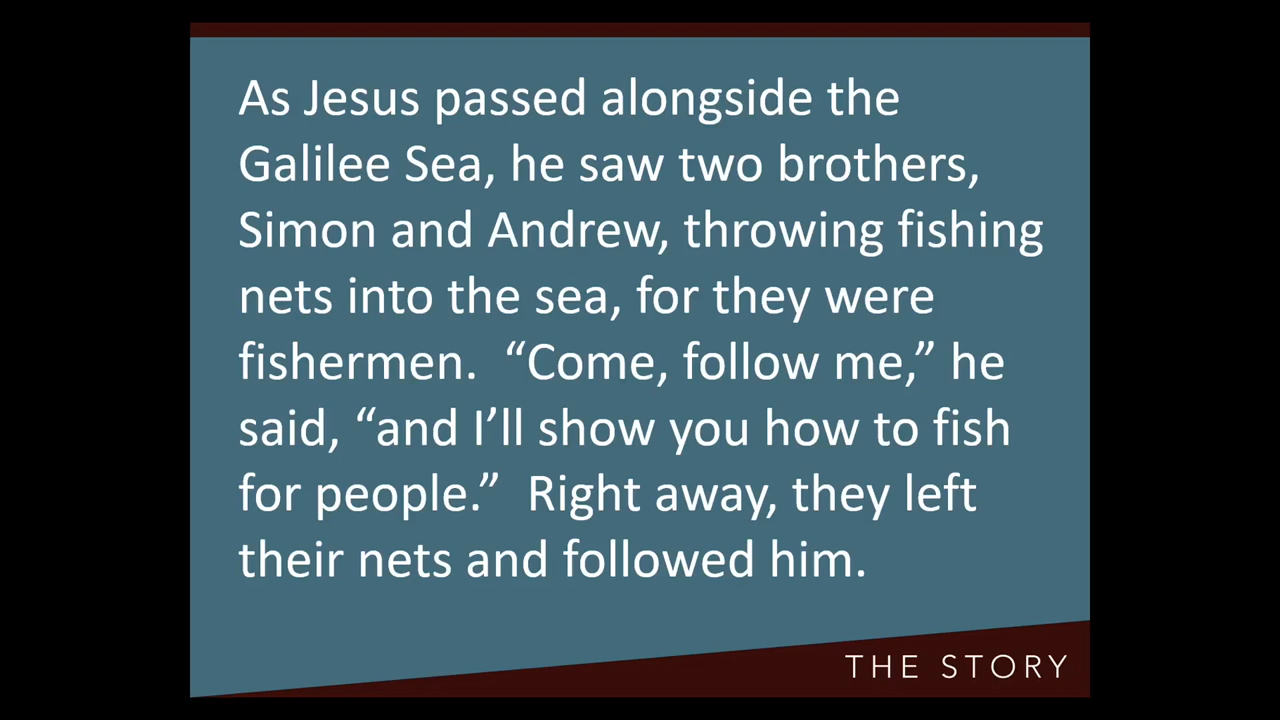 As Jesus passed alongside the
Galilee Sea, he saw two brothers,
Simon and Andrew, throwing fishing
nets into the sea, for they were
fishermen.  “Come, follow me,” he
said, “and I’ll show you how to fish
for people.”  Right away, they left
their nets and followed him.
THE STORY